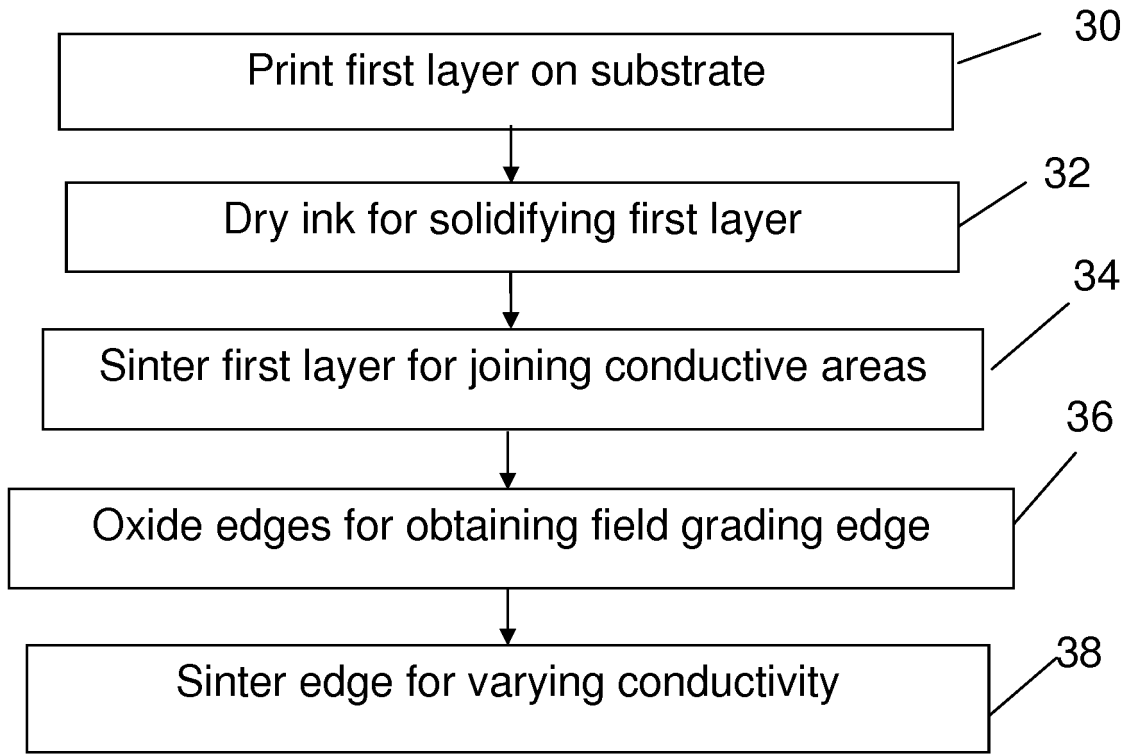 30
Print first layer on substrate
32
Dry ink for solidifying first layer
34
Sinter first layer for joining conductive areas
36
Oxide edges for obtaining field grading edge
38
Sinter edge for varying conductivity